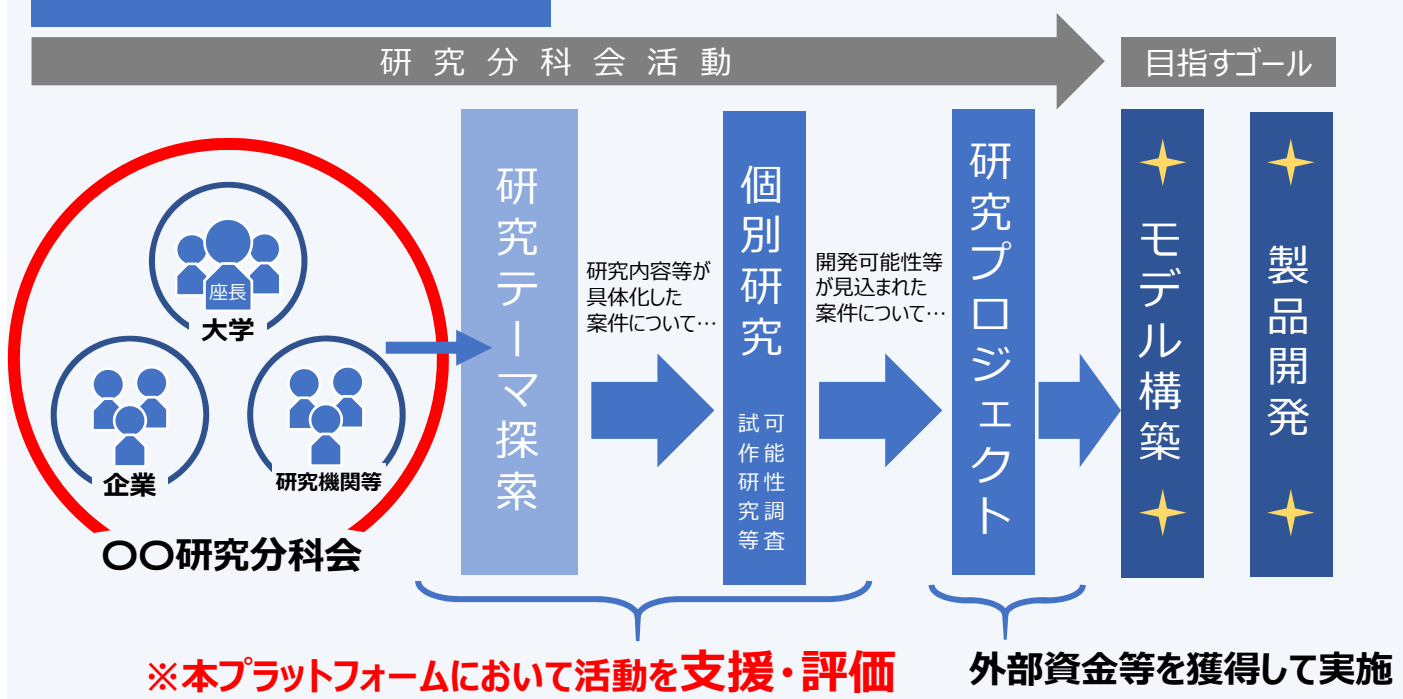 研究分科会活動
目指すゴール
座長
大学
企業
研究機関等
〇〇研究分科会
研究テーマ探索
研究内容等が
具体化した
案件について…
個別研究
可能性調査
試作研究等
開発可能性等
が見込まれた
案件について…
研究プロジェクト
モデル構築
製品開発
※本プラットフォームにおいて活動を支援・評価
外部資金等を獲得して実施